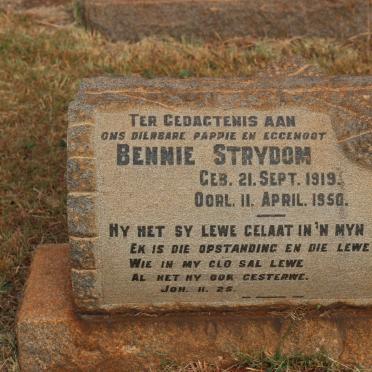 TER GEDAGTENIS AAN
ONS DIERBARE PAPPIE EN EGGENOOT
BENNIE STRYDOM
GEB. 21. SEPT. 1919.
OORL. 11. APRIL. 1950.
HY HET SY LEWE GELAAT IN 'N MYN
EK IS DIE OPSTANDING EN DIE LEWE
WIE IN MY GLO SAL LEWE
AL HET HY OOK GESTERWE.
JOH. 11. 25.